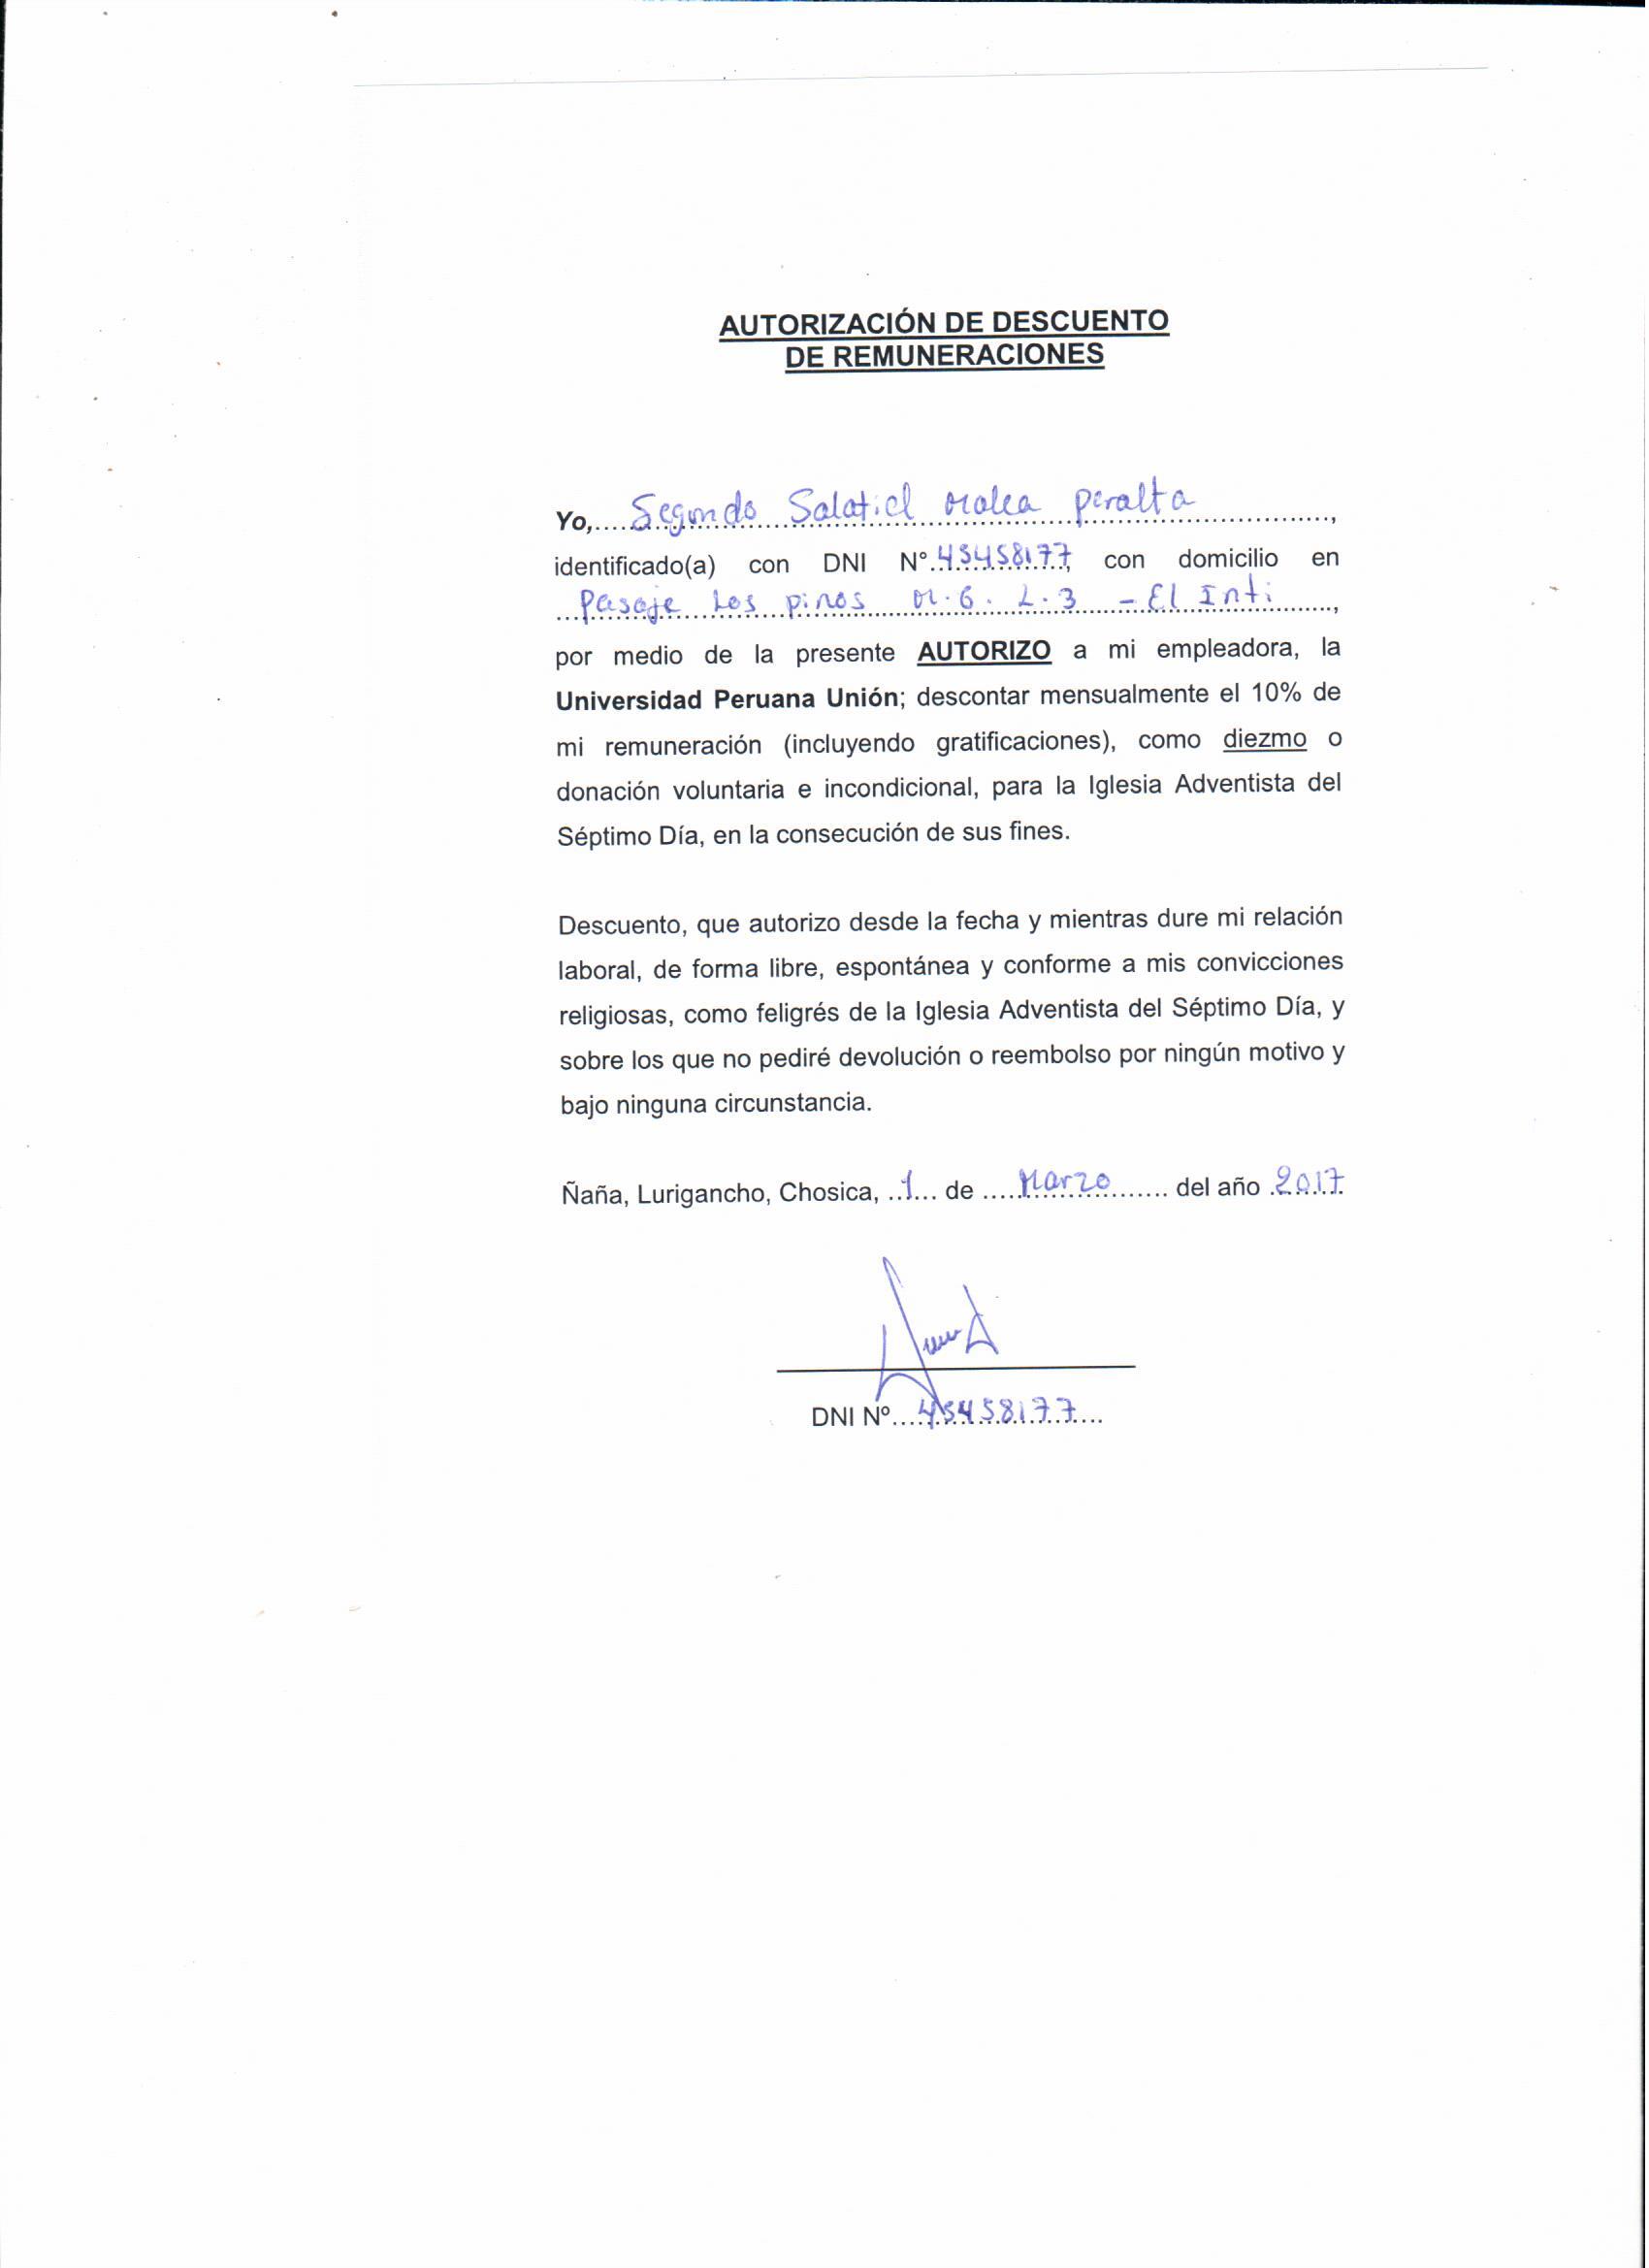 AUTORIZACIÓN DE DESCUENTO
DE REMUNERACIONES
Yo, Segundo Salatiel Malca peralta,
identificado(a) con DNI N° 45458177, con domicilio en
Pasaje Los pinos M.6. L.3 - El Inti,
por medio de la presente AUTORIZO a mi empleadora, la
Universidad Peruana Unión; descontar mensualmente el 10% de
mi remuneración (incluyendo gratificaciones), como diezmo o
donación voluntaria e incondicional, para la Iglesia Adventista del
Séptimo Día, en la consecución de sus fines.
Descuento, que autorizo desde la fecha y mientras dure mi relación
laboral, de forma libre, espontánea y conforme a mis convicciones
religiosas, como feligrés de la Iglesia Adventista del Séptimo Día, y
sobre los que no pediré devolución o reembolso por ningún motivo y
bajo ninguna circunstancia.
Ñaña, Lurigancho, Chosica, 1 de Marzo del año 2017
DNI Nº 45458177